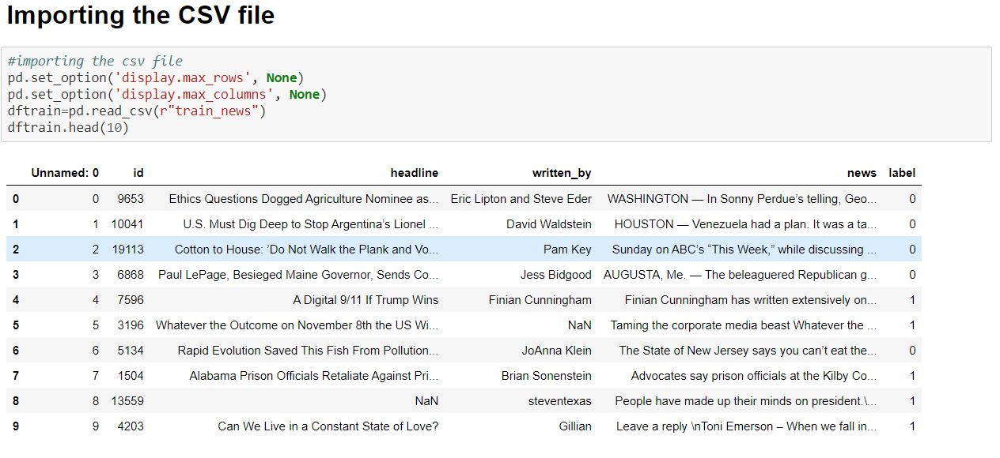 Importing the CSV file
#importing the csv file
pd.set_option('display.max_rows', None)
pd.set_option('display.max_columns', None)
dftrain=pd.read_csv(r"train_news")
dftrain.head(10)
Unnamed: 0 id headline written_by news label
0 0 9653 Ethics Questions Dogged Agriculture Nominee as... Eric Lipton and Steve Eder WASHINGTON — In Sonny Perdue’s telling, Geo... 0
1 1 10041 U.S. Must Dig Deep to Stop Argentina’s Lionel ... David Waldstein HOUSTON — Venezuela had a plan. It was a ta... 0
2 2 19113 Cotton to House: ’Do Not Walk the Plank and Vo... Pam Key Sunday on ABC’s “This Week,” while discussing ... 0
3 3 6868 Paul LePage, Besieged Maine Governor, Sends Co... Jess Bidgood AUGUSTA, Me. — The beleaguered Republican g... 0
4 4 7596 A Digital 9/11 If Trump Wins Finian Cunningham Finian Cunningham has written extensively on... 1
5 5 3196 Whatever the Outcome on November 8th the US Wi... NaN Taming the corporate media beast Whatever the ... 1
6 6 5134 Rapid Evolution Saved This Fish From Pollution... JoAnna Klein The State of New Jersey says you can’t eat the... 0
7 7 1504 Alabama Prison Officials Retaliate Against Pri... Brian Sonenstein Advocates say prison officials at the Kilby Co... 1
8 8 13559 NaN steventexas People have made up their minds on president.\... 1
9 9 4203 Can We Live in a Constant State of Love? Gillian Leave a reply \nToni Emerson – When we fall in... 1